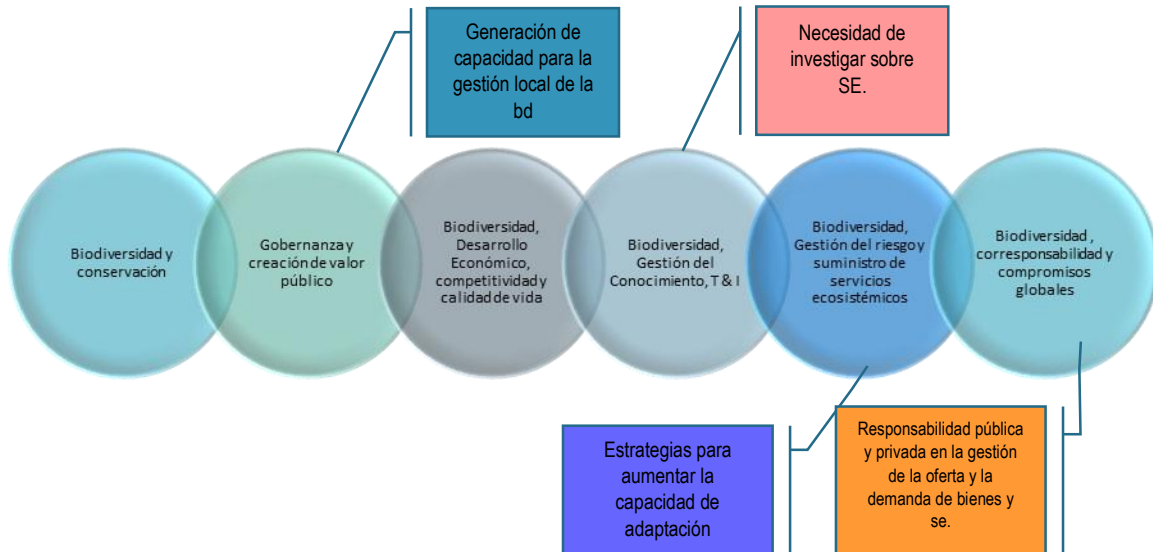 Generación de
capacidad para la
gestión local de la
bd
Necesidad de
investigar sobre
SE.
Biodiversidad y
conservación
Gobernanza y
creación de valor
público
Biodiversidad,
Desarrollo
Económico,
competitividad y
calidad de vida
Biodiversidad,
Gestión del
Conocimiento, T & I
Biodiversidad,
Gestión del riesgo y
suministro de
servicios
ecosistémicos
Biodiversidad ,
corresponsabilidad y
compromisos
globales
Estrategias para
aumentar la
capacidad de
adaptación
Responsabilidad pública
y privada en la gestión
de la oferta y la
demanda de bienes y
se.